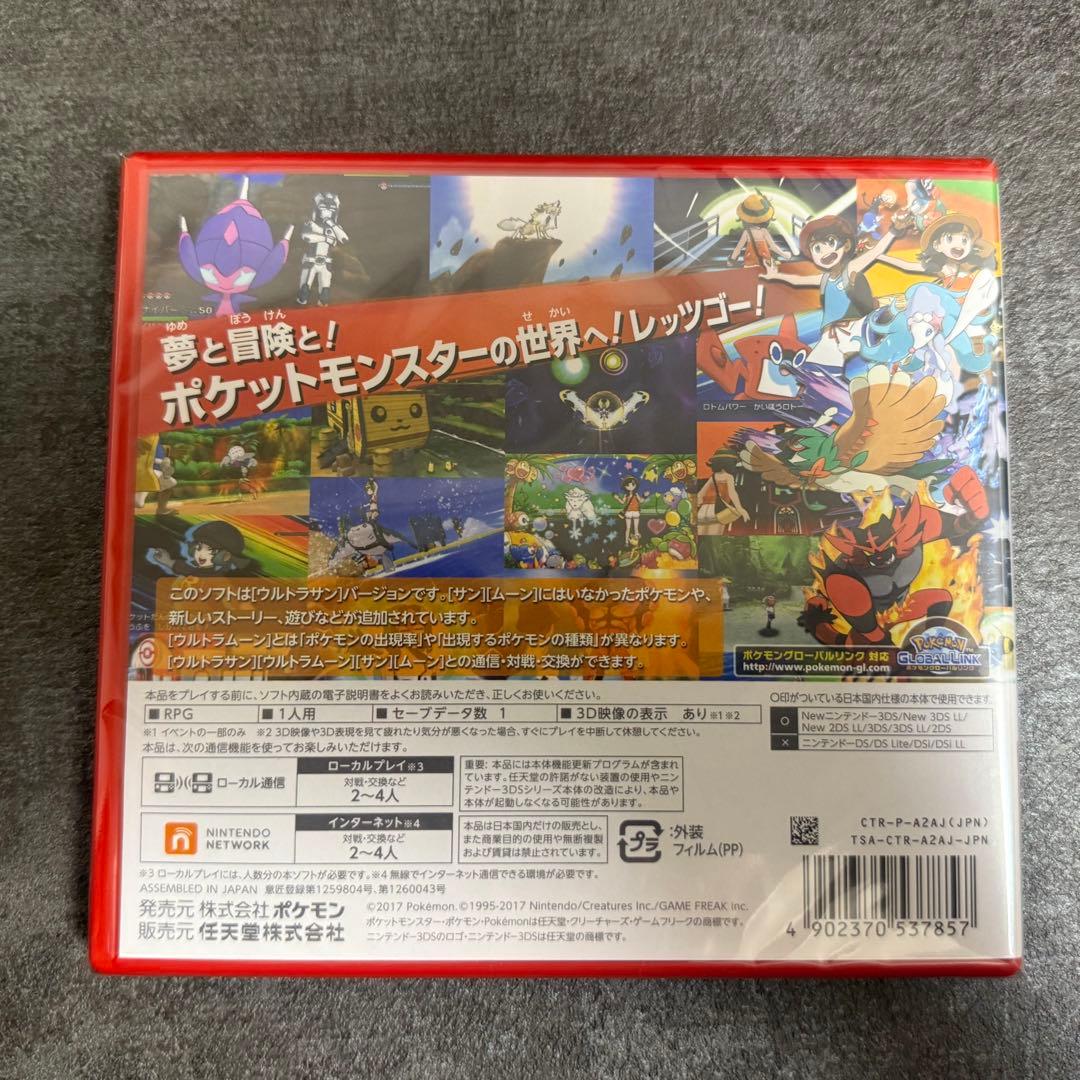 ナイパー
50
ゆめ ぼう けん
夢と冒険と!
せ かい
ポケットモンスターの世界へ!レッツゴー!
ロトムパワー かいほうロトー
このソフトは[ウルトラサン]バージョンです。[サン][ムーン]にはいなかったポケモンや、
新しいストーリー、遊びなどが追加されています。
[ウルトラムーン]とは「ポケモンの出現率」や「出現するポケモンの種類」が異なります。
[ウルトラサン][ウルトラムーン][サン][ムーン]との通信・対戦・交換ができます。
ポケモングローバルリンク 対応
http://www.pokemon-gl.com
POKéMON
GLOBAL LINK
ポケモングローバルリンク
本品をプレイする前に、ソフト内蔵の電子説明書をよくお読みいただき、正しくお使いください。
■RPG ■1人用 ■セーブデータ数 1 ■3D映像の表示 あり※1※2
※1 イベントの一部のみ ※2 3D映像や3D表現を見て疲れたり気分が悪くなった場合、すぐにプレイを中断して休憩してください。
本品は、次の通信機能を使ってお楽しみいただけます。
〇印がついている日本国内仕様の本体で使用できます。
○ Newニンテンドー3DS/New 3DS LL/
New 2DS LL/3DS/3DS LL/2DS
× ニンテンドーDS/DS Lite/DSi/DSi LL
ローカル通信
ローカルプレイ※3
対戦・交換など
2〜4人
重要: 本品には本体機能更新プログラムが含まれ
ています。任天堂の許諾がない装置の使用やニン
テンドー3DSシリーズ本体の改造により、本品や
本体が起動しなくなる可能性があります。
NINTENDO
NETWORK
インターネット※4
対戦・交換など
2〜4人
本品は日本国内だけの販売とし、
また商業目的の使用や無断複製
および賃貸は禁止されています。
プラ
:外装
フィルム(PP)
CTR-P-A2AJ(JPN)
TSA-CTR-A2AJ-JPN
※3 ローカルプレイには、人数分の本ソフトが必要です。※4 無線でインターネット通信できる環境が必要です。
ASSEMBLED IN JAPAN 意匠登録第1259804号、第1260043号
発売元 株式会社 ポケモン
販売元 任天堂株式会社
©2017 Pokémon. ©1995-2017 Nintendo/Creatures Inc./GAME FREAK inc.
ポケットモンスター・ポケモン・Pokémonは任天堂・クリーチャーズ・ゲームフリークの商標です。
ニンテンドー3DSのロゴ・ニンテンドー3DSは任天堂の商標です。
4 902370 537857